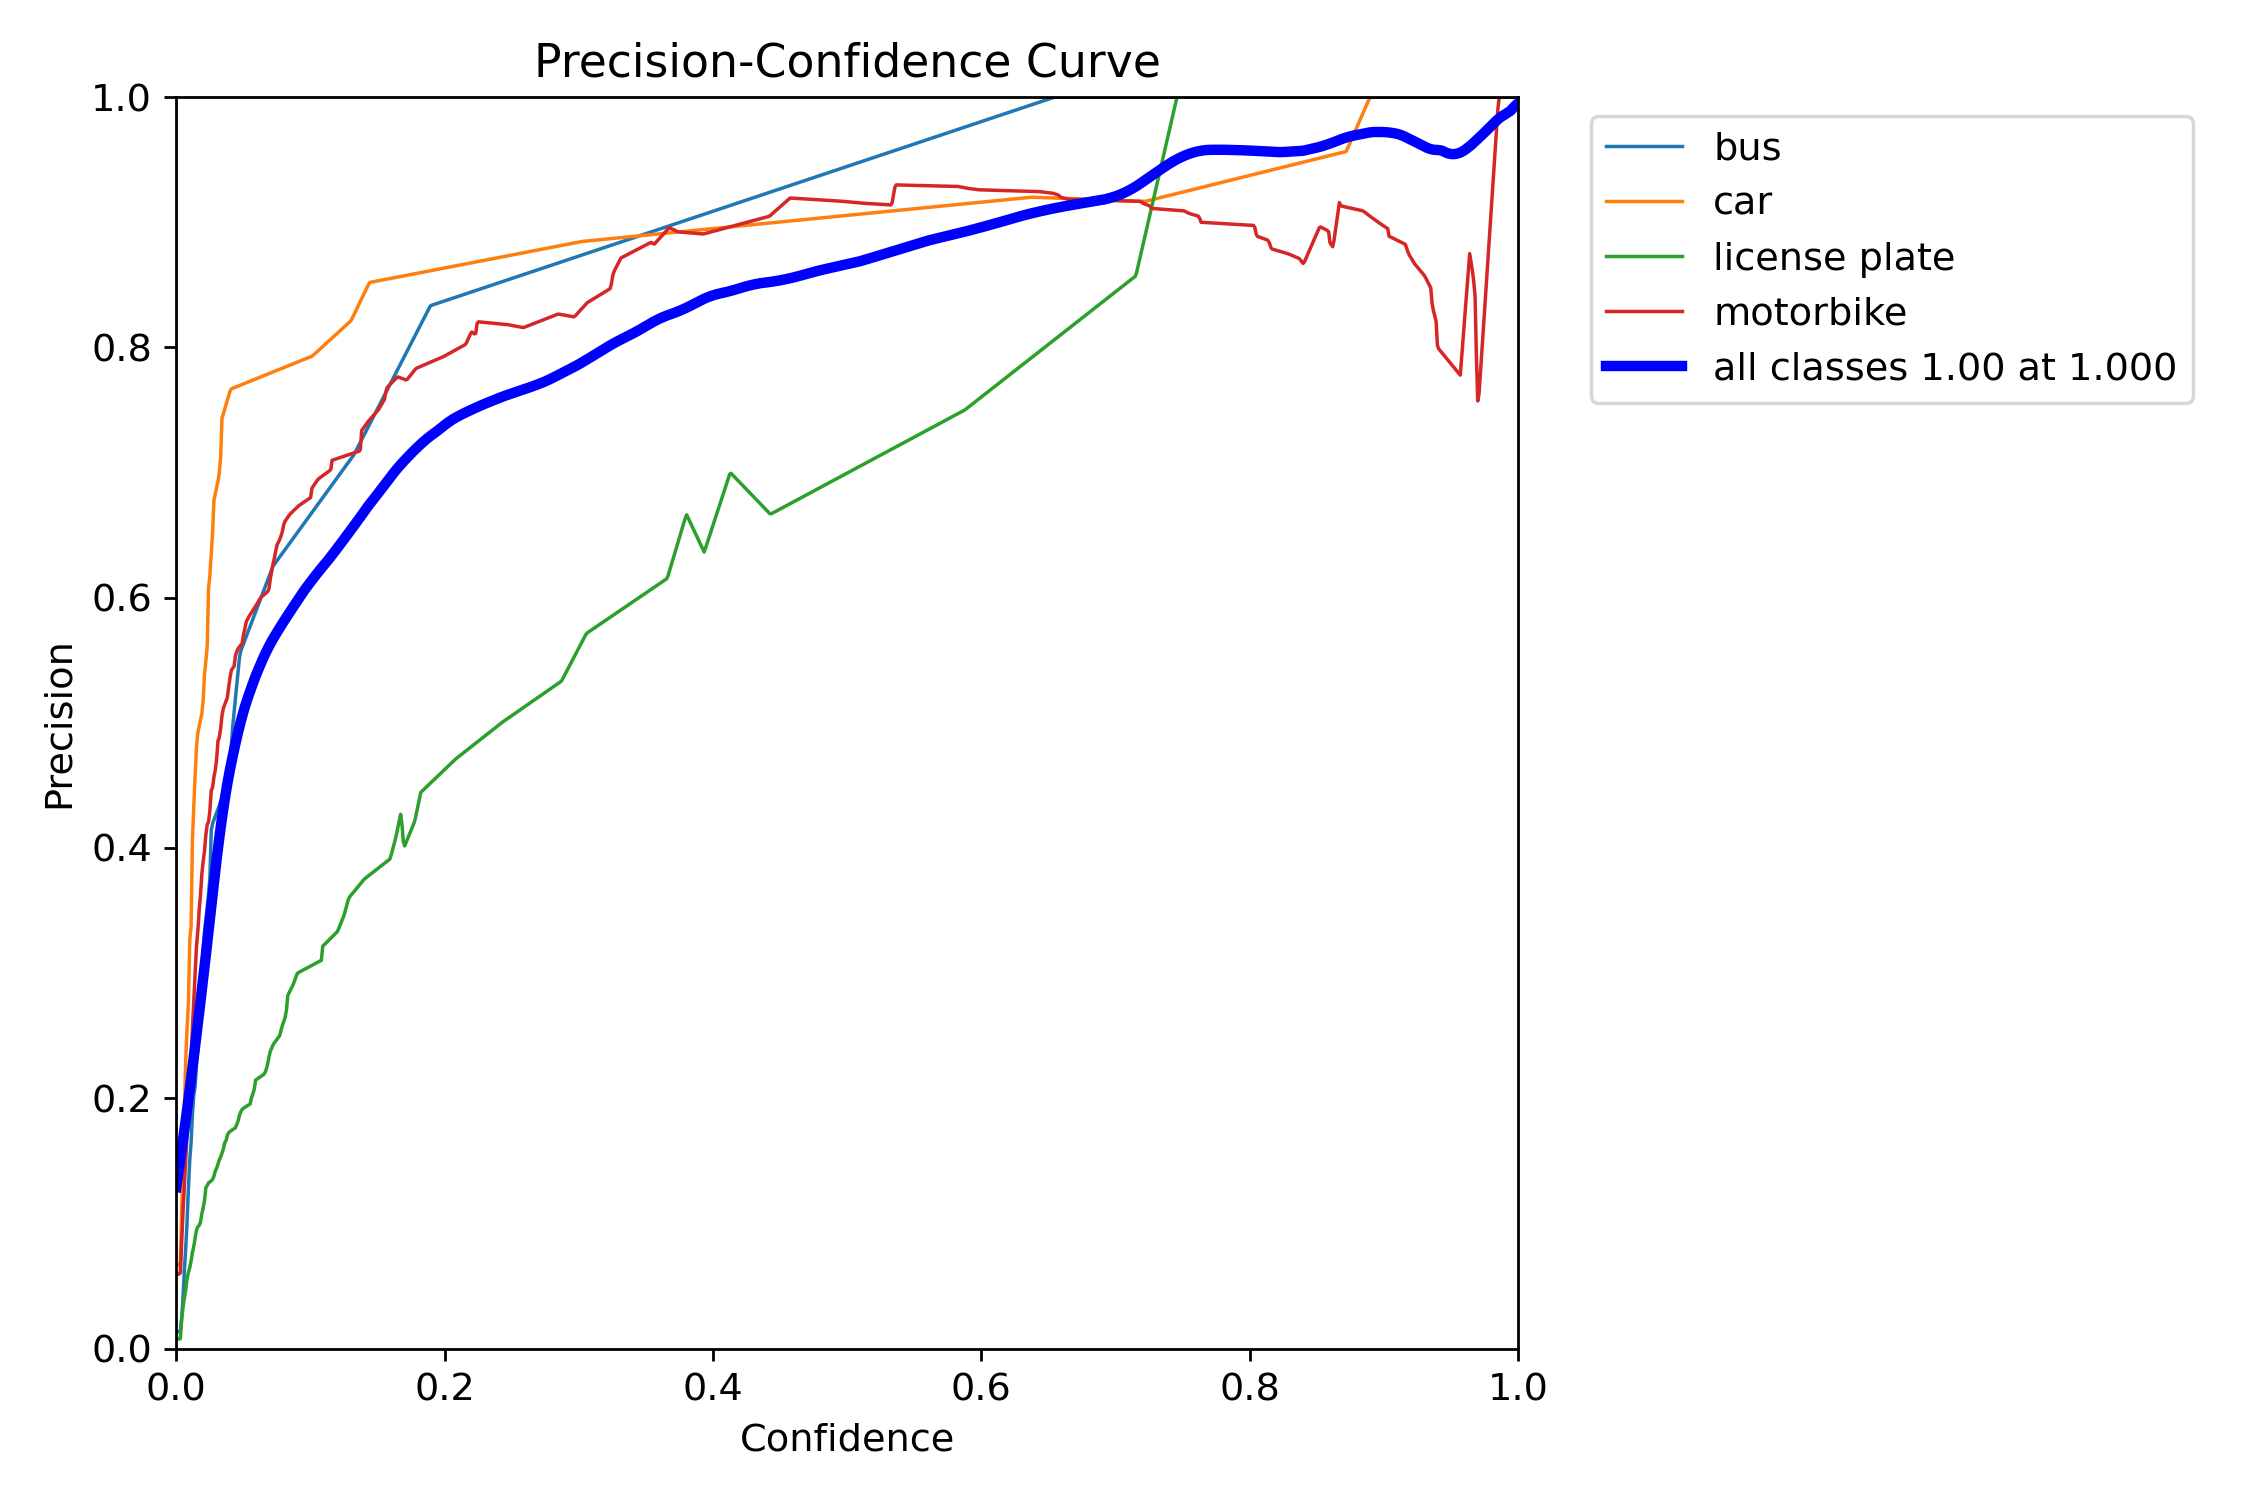 Precision-Confidence Curve
1.0
0.8
0.6
0.4
0.2
0.0
Precision
0.0 0.2 0.4 0.6 0.8 1.0
Confidence
bus
car
license plate
motorbike
all classes 1.00 at 1.000